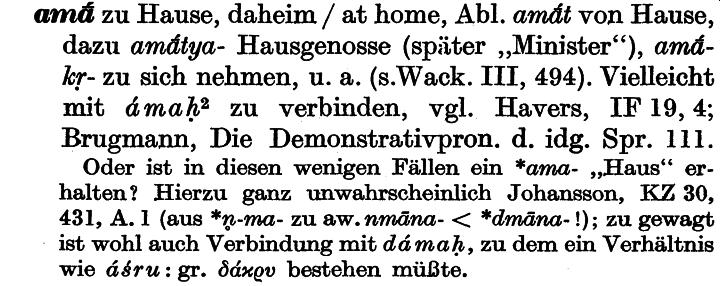 amā́ zu Hause, daheim / at home, Abl. amā́t von Hause,
dazu amā́tya- Hausgenosse (später „Minister“), amā́-
kṛ- zu sich nehmen, u. a. (s.Wack. III, 494). Vielleicht
mit ámaḥ² zu verbinden, vgl. Havers, IF 19, 4;
Brugmann, Die Demonstrativpron. d. idg. Spr. 111.
Oder ist in diesen wenigen Fällen ein *ama- „Haus“ er-
halten? Hierzu ganz unwahrscheinlich Johansson, KZ 30,
431, A. 1 (aus *n̥-ma- zu aw. nmāna- < *dmāna- !); zu gewagt
ist wohl auch Verbindung mit dámaḥ, zu dem ein Verhältnis
wie áśru : gr. δάκρυ bestehen müßte.